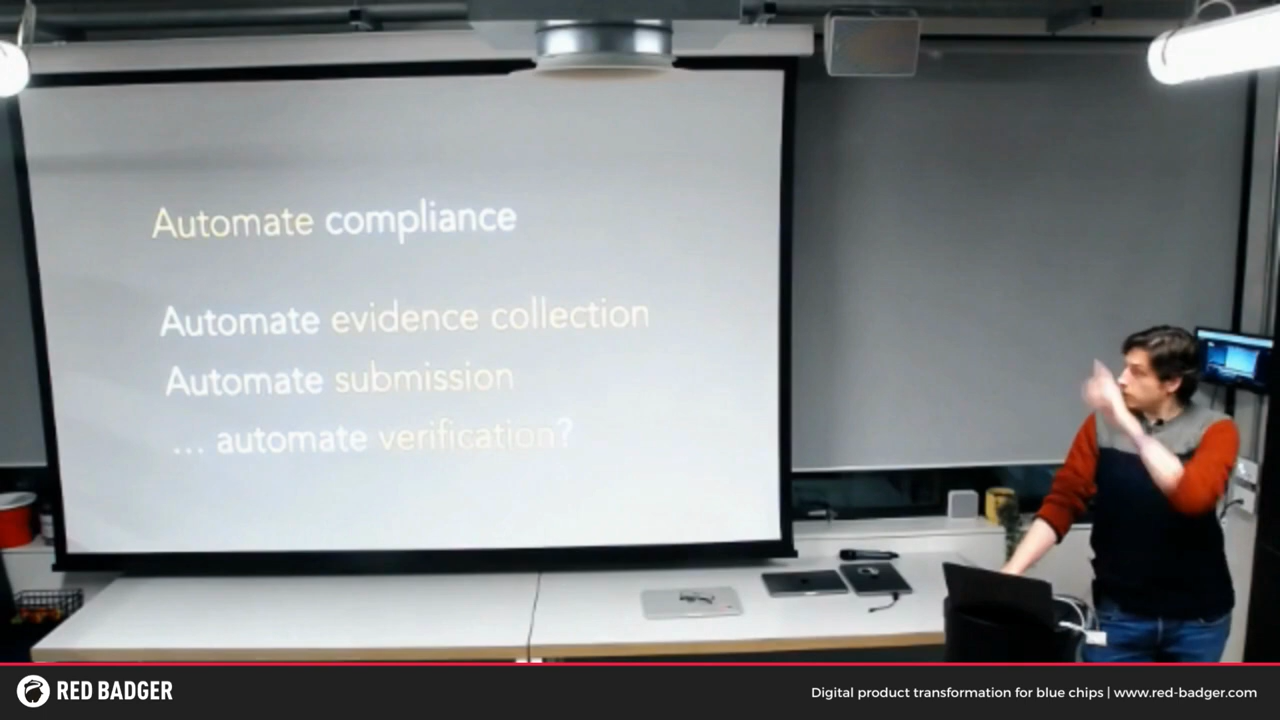 Automate compliance
Automate evidence collection
Automate submission
... automate verification?
RED BADGER
Digital product transformation for blue chips | www.red-badger.com